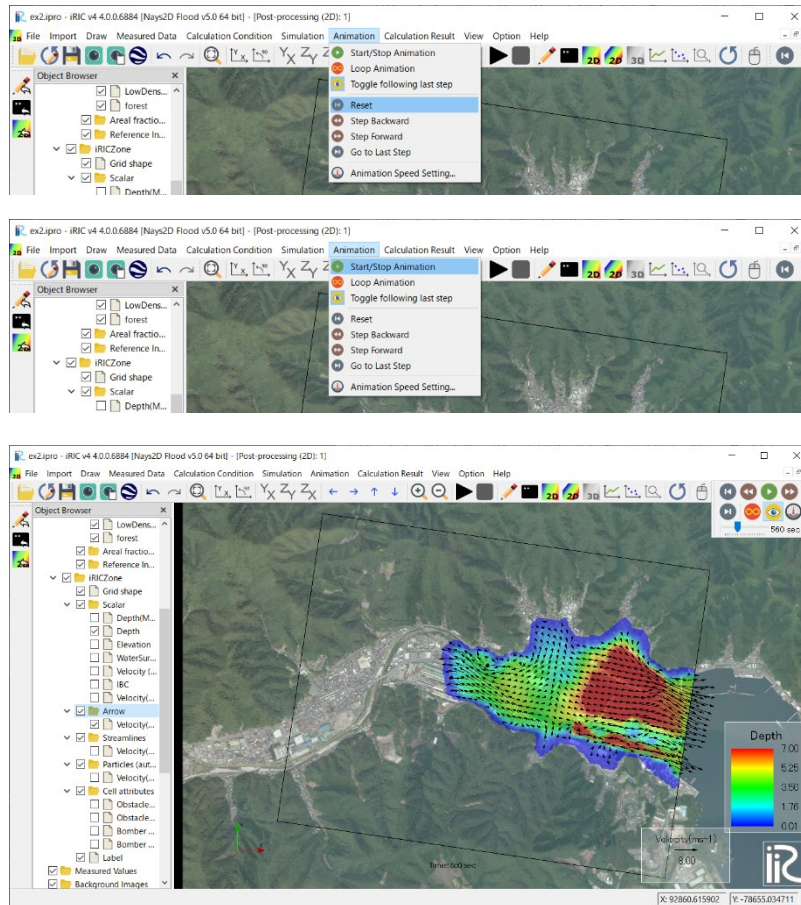 ex2.ipro - iRIC v4 4.0.0.6884 [Nays2D Flood v5.0 64 bit] - [Post-processing (2D): 1]
File Import Draw Measured Data Calculation Condition Simulation Animation Calculation Result View Option Help
Start/Stop Animation
Loop Animation
Toggle following last step
Reset
Step Backward
Step Forward
Go to Last Step
Animation Speed Setting...
Object Browser
LowDens...
forest
Areal fractio...
Reference In...
iRICZone
Grid shape
Scalar
Depth(M...
ex2.ipro - iRIC v4 4.0.0.6884 [Nays2D Flood v5.0 64 bit] - [Post-processing (2D): 1]
File Import Draw Measured Data Calculation Condition Simulation Animation Calculation Result View Option Help
Start/Stop Animation
Loop Animation
Toggle following last step
Reset
Step Backward
Step Forward
Go to Last Step
Animation Speed Setting...
Object Browser
LowDens...
forest
Areal fractio...
Reference In...
iRICZone
Grid shape
Scalar
Depth(M...
ex2.ipro - iRIC v4 4.0.0.6884 [Nays2D Flood v5.0 64 bit] - [Post-processing (2D): 1]
File Import Draw Measured Data Calculation Condition Simulation Animation Calculation Result View Option Help
560 sec
Object Browser
LowDens...
forest
Areal fractio...
Reference In...
iRICZone
Grid shape
Scalar
Depth(M...
Depth
Elevation
WaterSur...
Velocity (...
IBC
Velocity(...
Arrow
Velocity(...
Streamlines
Velocity(...
Particles (aut...
Velocity(...
Cell attributes
Obstacle...
Obstacle...
Bomber ...
Bomber ...
Label
Measured Values
Background Images
Depth
7.00
5.25
3.50
1.76
0.01
Velocity(ms-1)
8.00
iRIC
X: 92860.615902 Y: -78655.034711